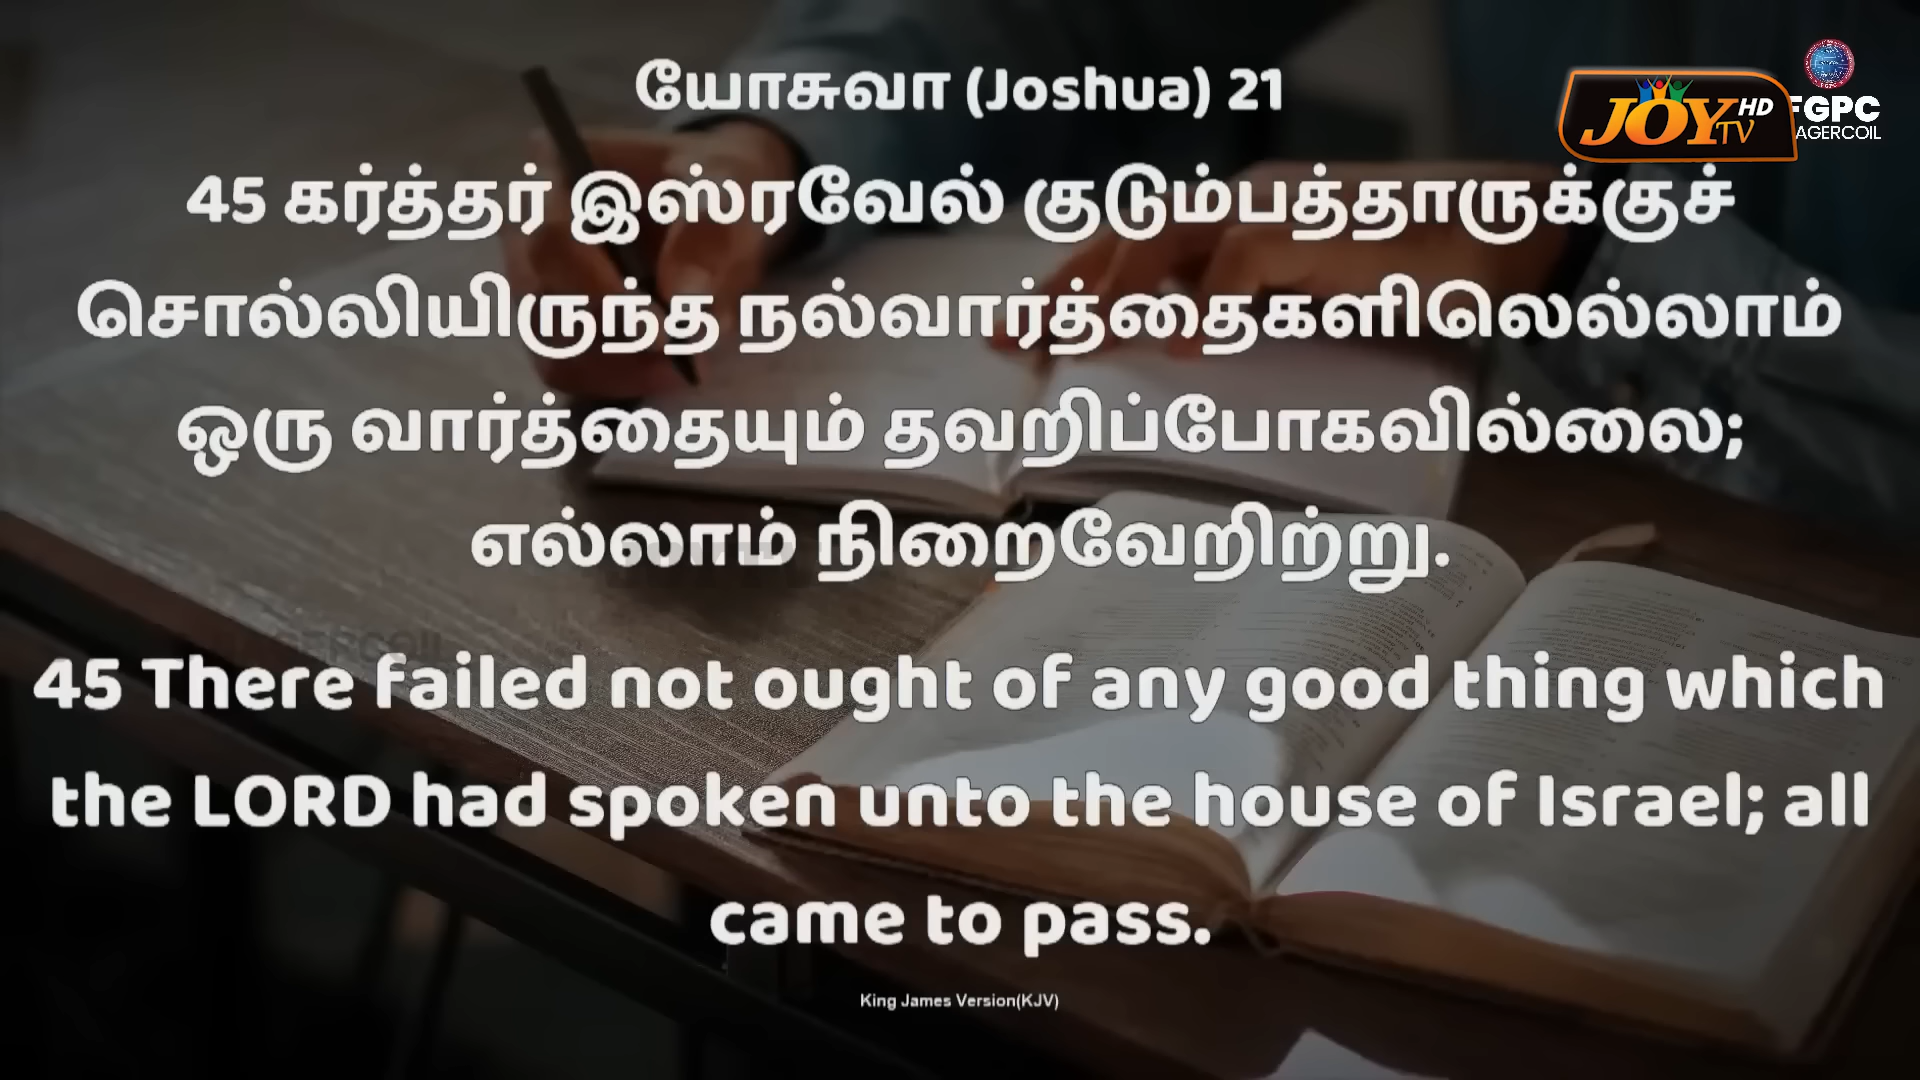 யோசுவா (Joshua) 21
JOY TV HD
FGPC
AGERCOIL
45 கர்த்தர் இஸ்ரவேல் குடும்பத்தாருக்குச்
சொல்லியிருந்த நல்வார்த்தைகளிலெல்லாம்
ஒரு வார்த்தையும் தவறிப்போகவில்லை;
எல்லாம் நிறைவேறிற்று.
45 There failed not ought of any good thing which
the LORD had spoken unto the house of Israel; all
came to pass.
King James Version(KJV)